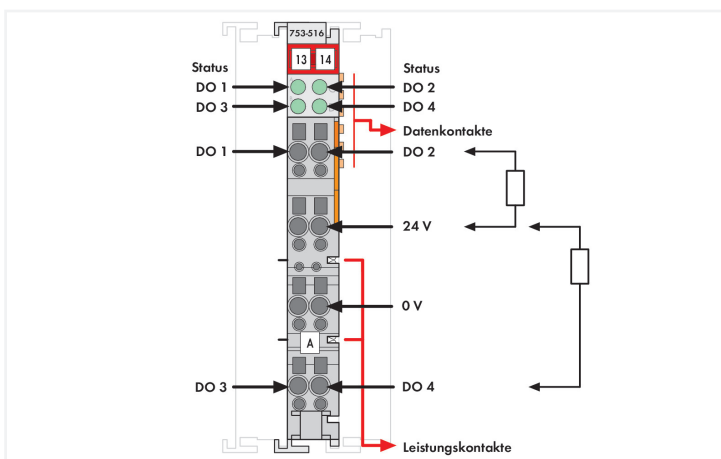 753-516
13 14
Status Status
DO 1 DO 2
DO 3 DO 4
Datenkontakte
DO 1 DO 2
24 V
0 V
A
DO 3 DO 4
Leistungskontakte